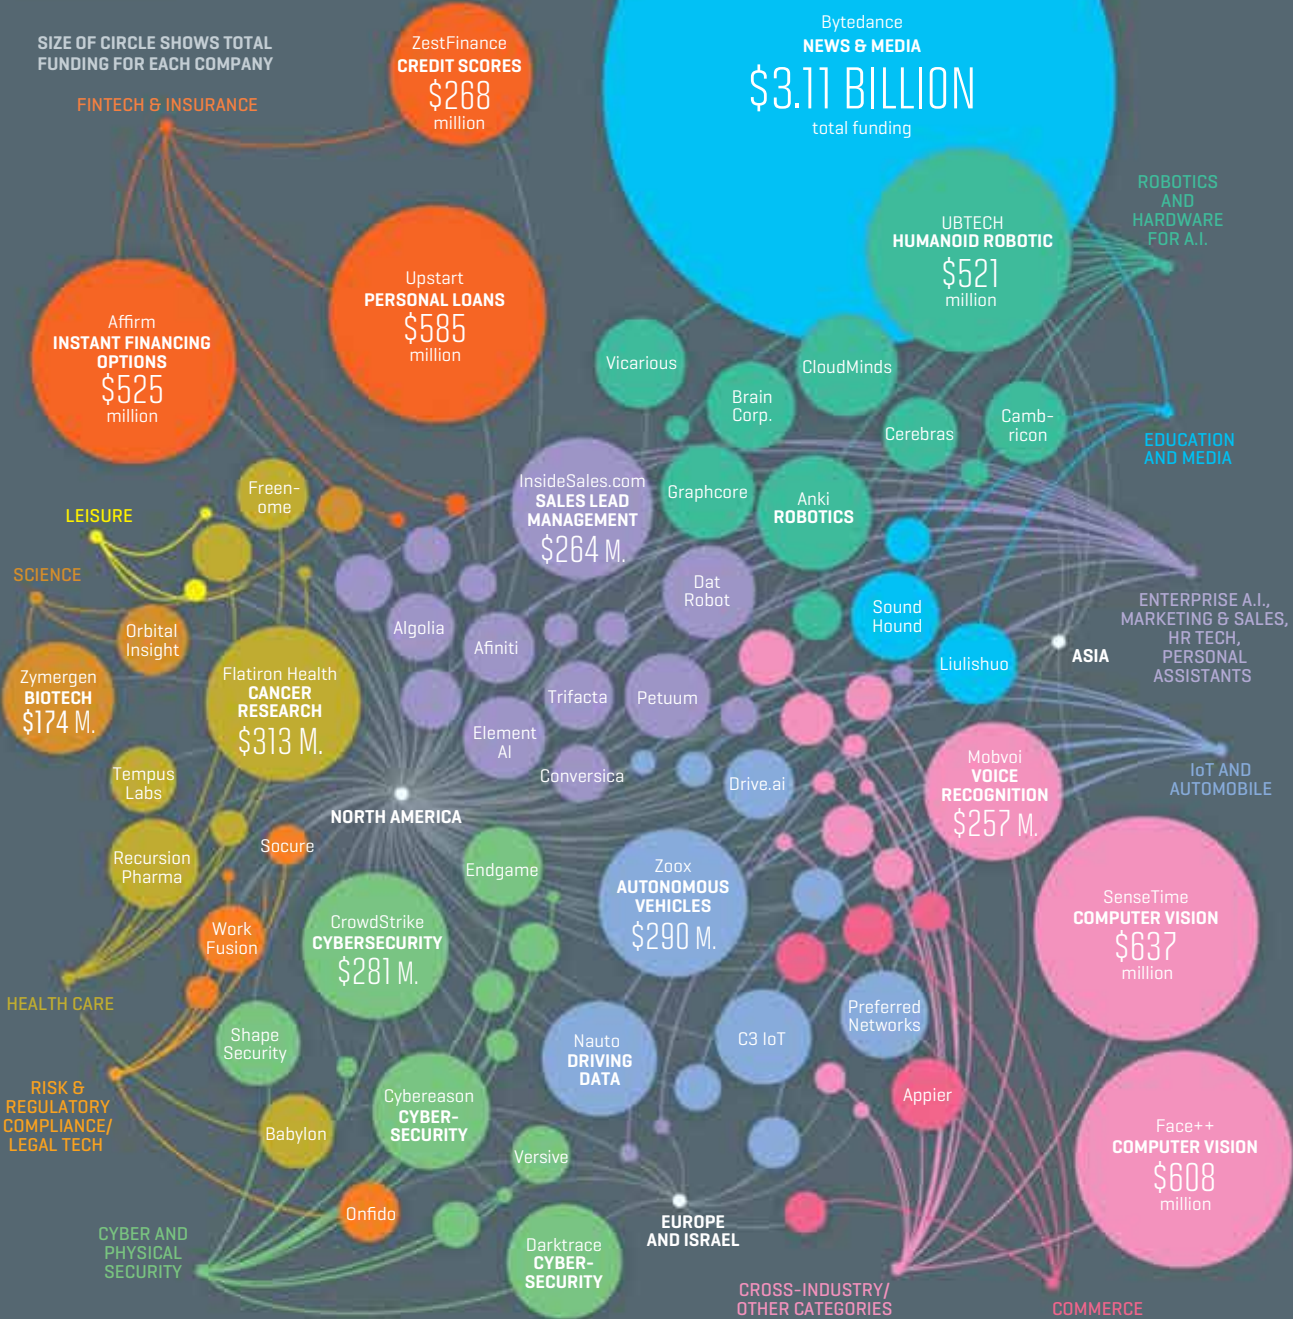 SIZE OF CIRCLE SHOWS TOTAL
FUNDING FOR EACH COMPANY
FINTECH & INSURANCE
ZestFinance
CREDIT SCORES
$268
million
Bytedance
NEWS & MEDIA
$3.11 BILLION
total funding
ROBOTICS
AND
HARDWARE
FOR A.I.
UBTECH
HUMANOID ROBOTIC
$521
million
Upstart
PERSONAL LOANS
$585
million
Affirm
INSTANT FINANCING
OPTIONS
$525
million
Vicarious
CloudMinds
Brain
Corp.
Cerebras
Camb-
ricon
EDUCATION
AND MEDIA
InsideSales.com
SALES LEAD
MANAGEMENT
$264 M.
Graphcore
Anki
ROBOTICS
Freen-
ome
LEISURE
SCIENCE
Orbital
Insight
Zymergen
BIOTECH
$174 M.
Flatiron Health
CANCER
RESEARCH
$313 M.
Algolia
Afiniti
Dat
Robot
Sound
Hound
Liulishuo
ASIA
ENTERPRISE A.I.,
MARKETING & SALES,
HR TECH,
PERSONAL
ASSISTANTS
Trifacta
Petuum
Element
AI
Conversica
Drive.ai
Mobvoi
VOICE
RECOGNITION
$257 M.
IoT AND
AUTOMOBILE
Tempus
Labs
NORTH AMERICA
Recursion
Pharma
Socure
Endgame
Zoox
AUTONOMOUS
VEHICLES
$290 M.
SenseTime
COMPUTER VISION
$637
million
Work
Fusion
CrowdStrike
CYBERSECURITY
$281 M.
HEALTH CARE
Shape
Security
Nauto
DRIVING
DATA
C3 IoT
Preferred
Networks
RISK &
REGULATORY
COMPLIANCE/
LEGAL TECH
Cybereason
CYBER-
SECURITY
Appier
Babylon
Versive
Face++
COMPUTER VISION
$608
million
Onfido
EUROPE
AND ISRAEL
CYBER AND
PHYSICAL
SECURITY
Darktrace
CYBER-
SECURITY
CROSS-INDUSTRY/
OTHER CATEGORIES
COMMERCE